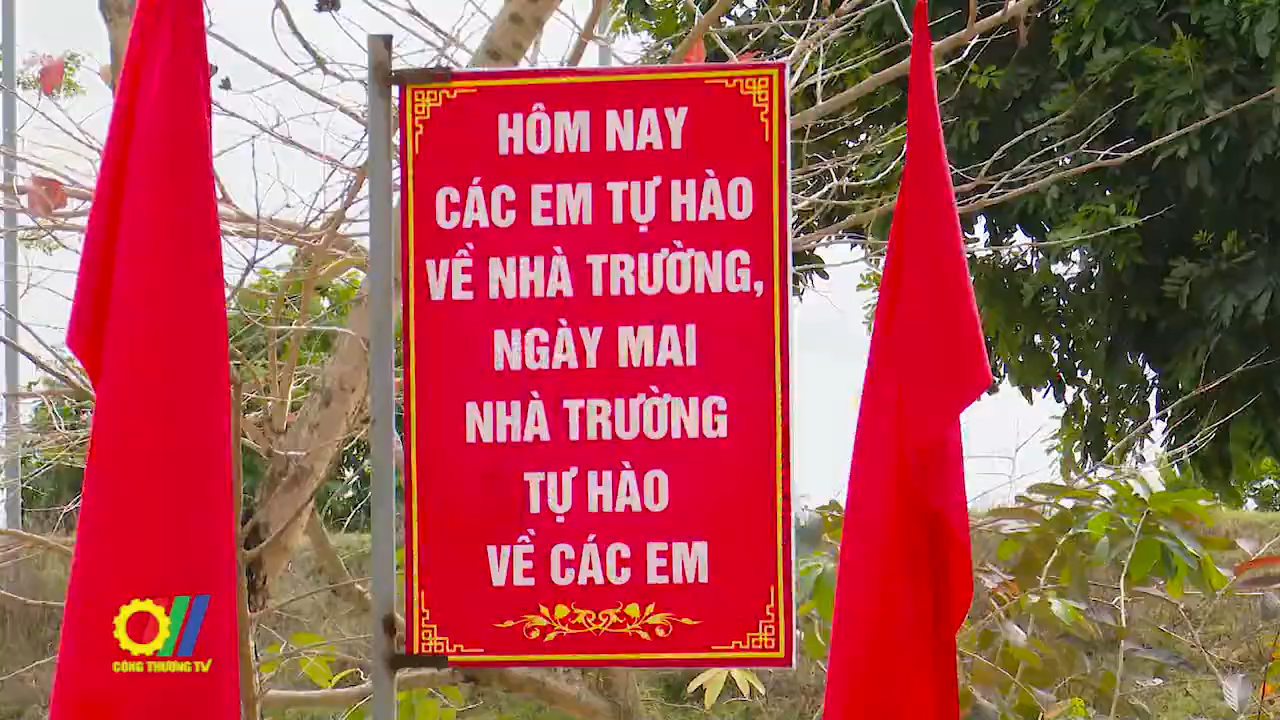 HÔM NAY
CÁC EM TỰ HÀO
VỀ NHÀ TRƯỜNG,
NGÀY MAI
NHÀ TRƯỜNG
TỰ HÀO
VỀ CÁC EM
CÔNG THƯƠNG TV